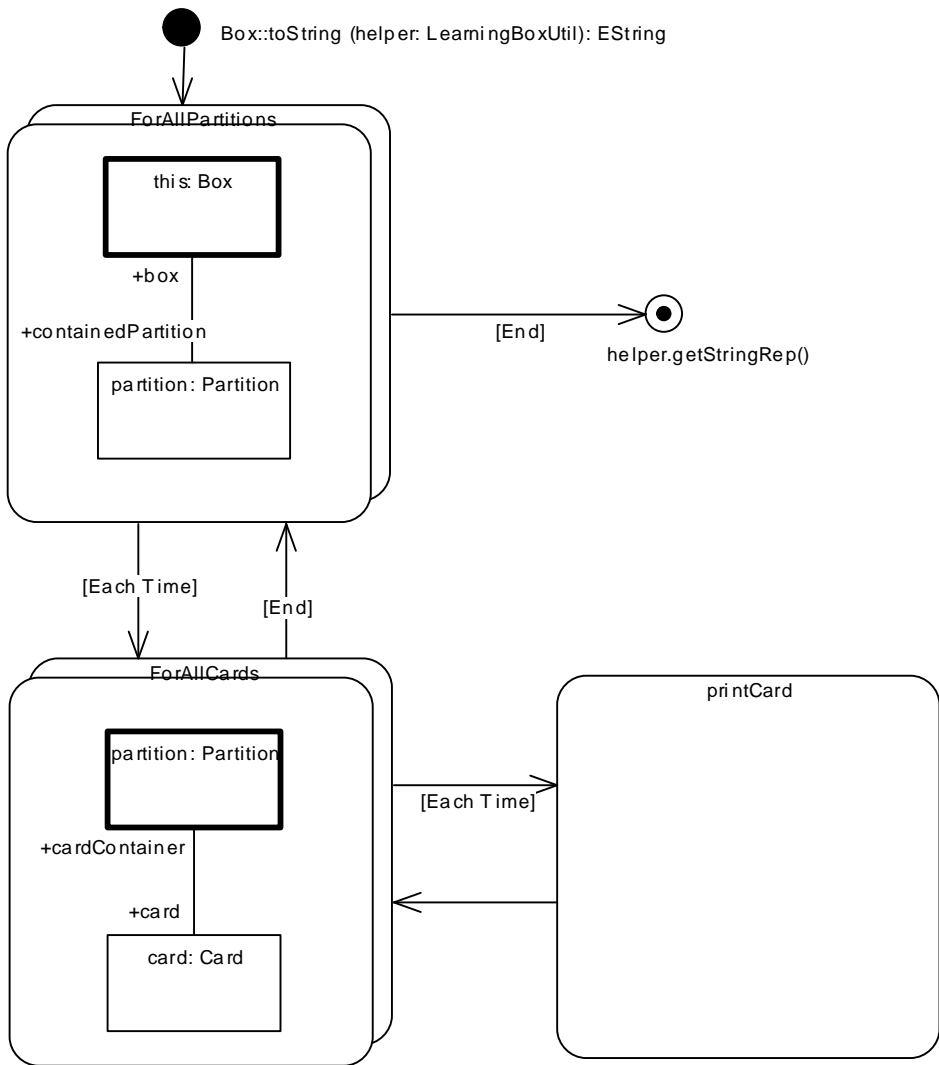 Box::toString (helper: LearningBoxUtil): EString
ForAllPartitions
this: Box
+box
+containedPartition
partition: Partition
[End]
helper.getStringRep()
[Each Time]
[End]
ForAllCards
partition: Partition
+cardContainer
+card
card: Card
[Each Time]
printCard